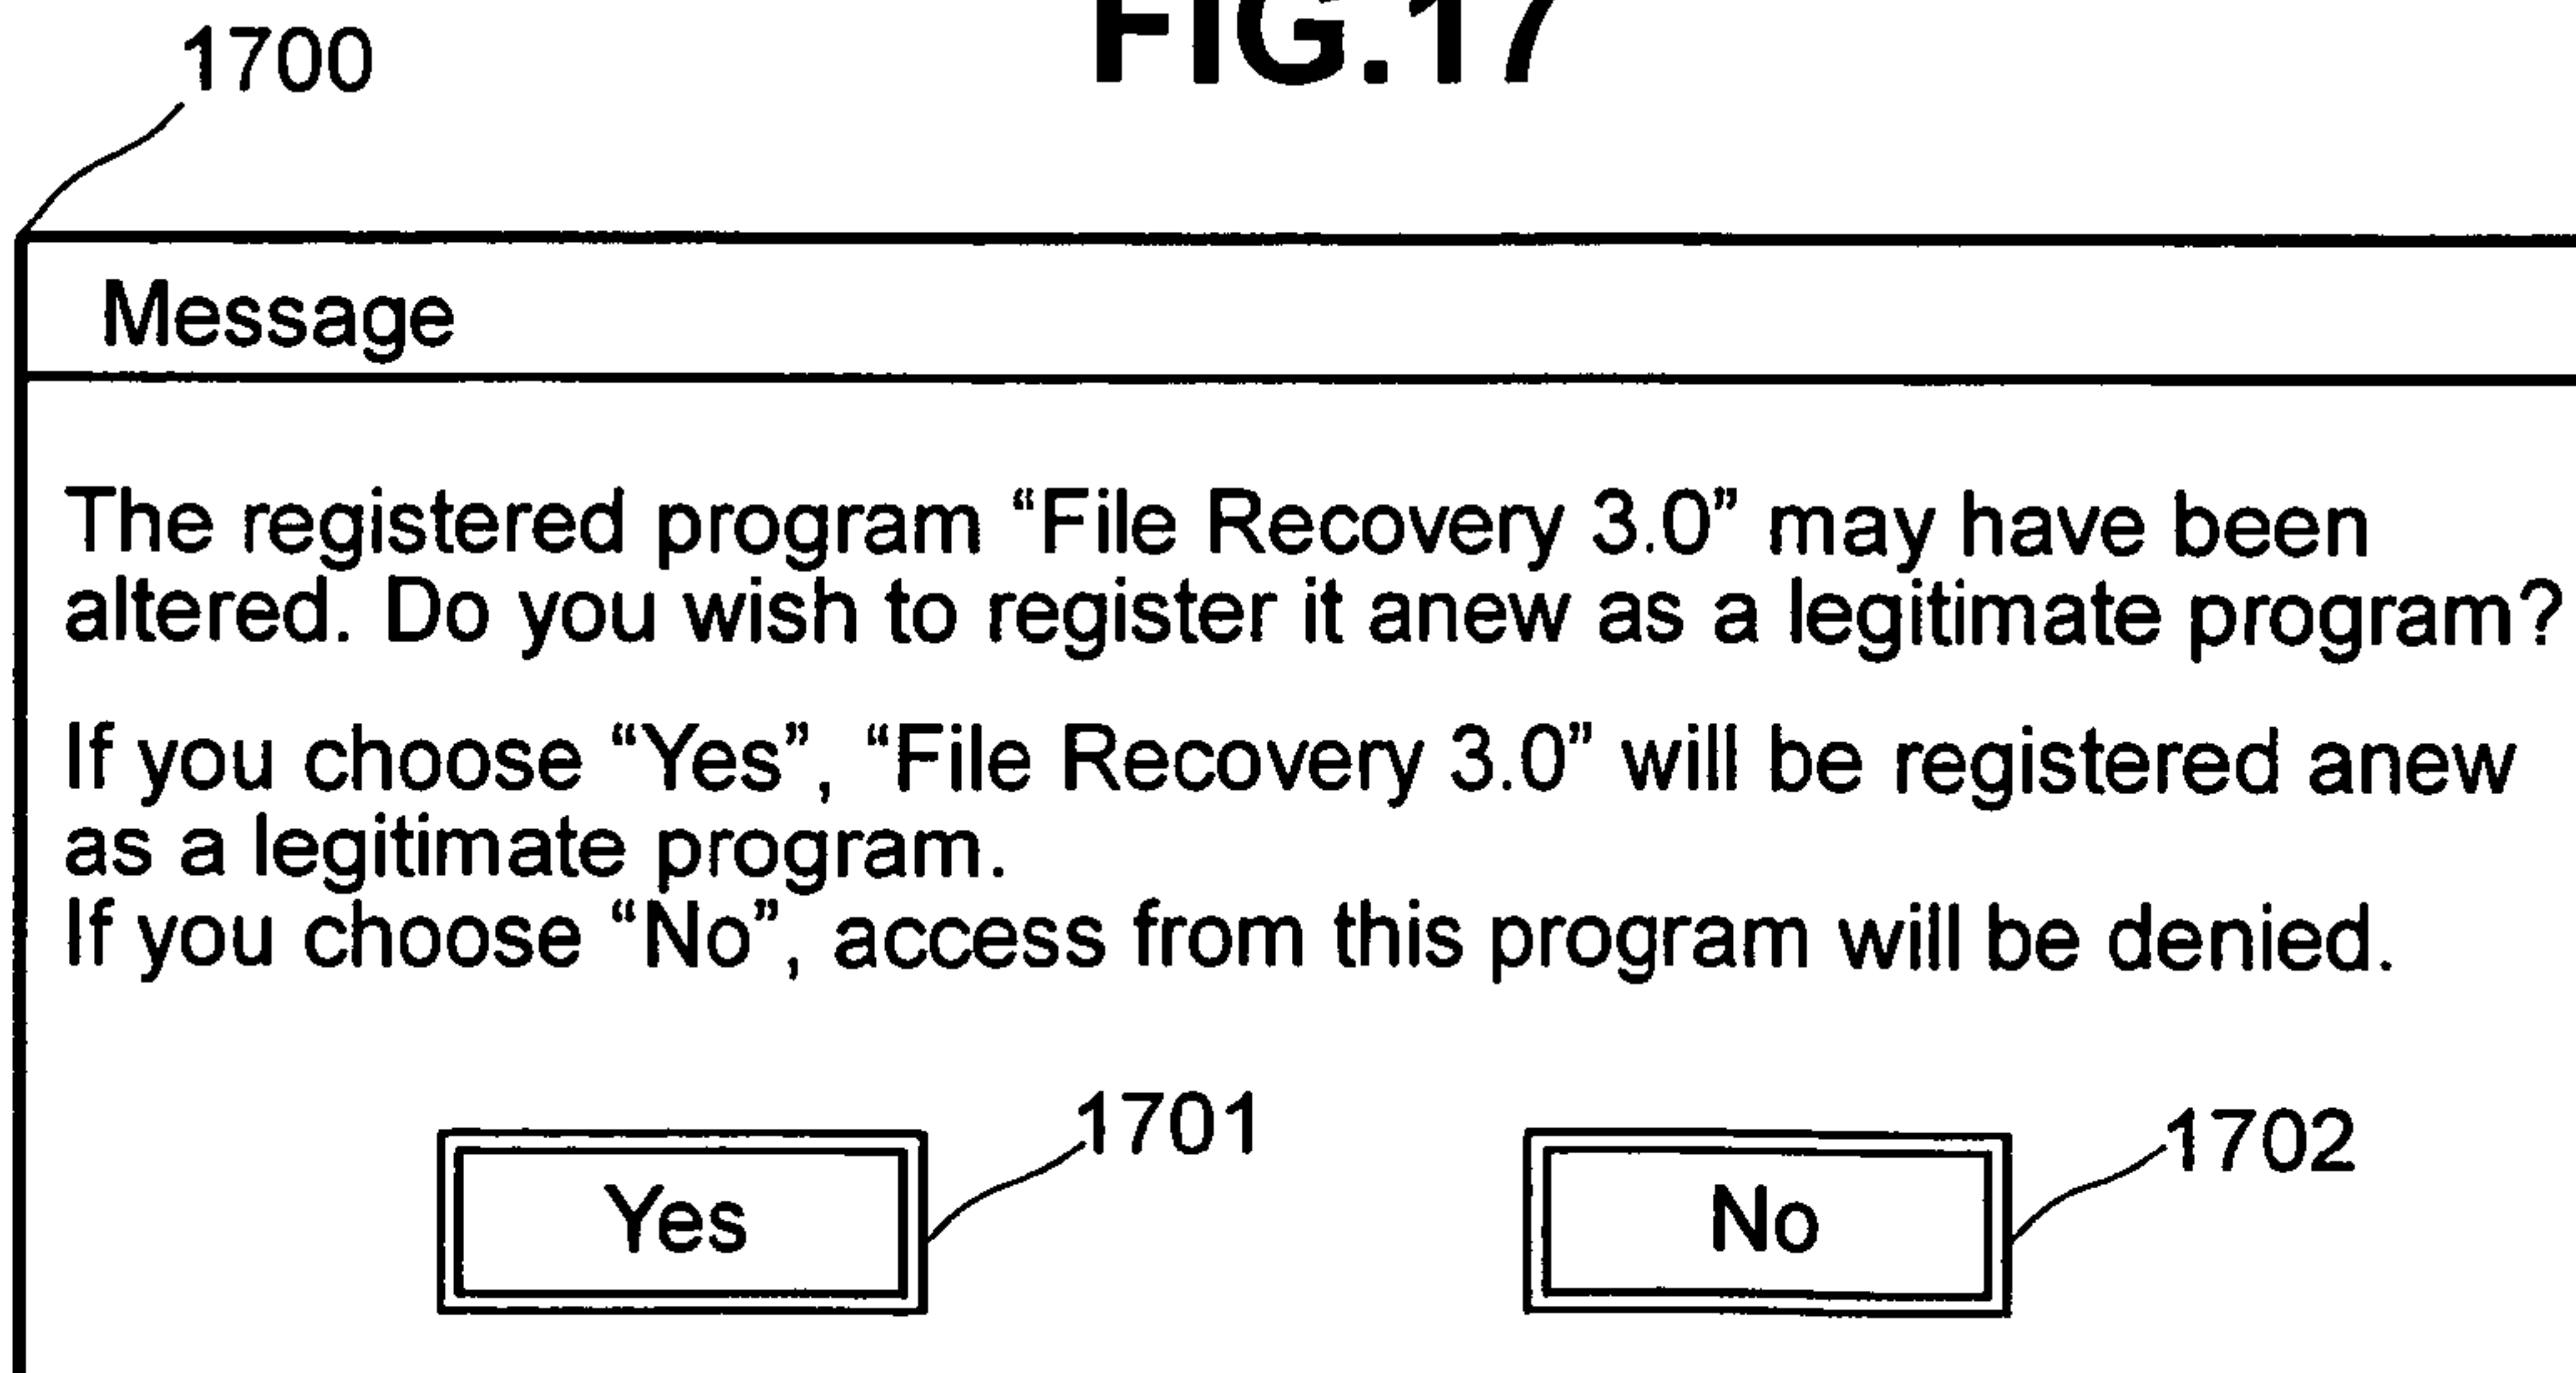 FIG.17
1700
Message
The registered program “File Recovery 3.0” may have been
altered. Do you wish to register it anew as a legitimate program?
If you choose “Yes”, “File Recovery 3.0” will be registered anew
as a legitimate program.
If you choose “No”, access from this program will be denied.
1701
1702
Yes
No